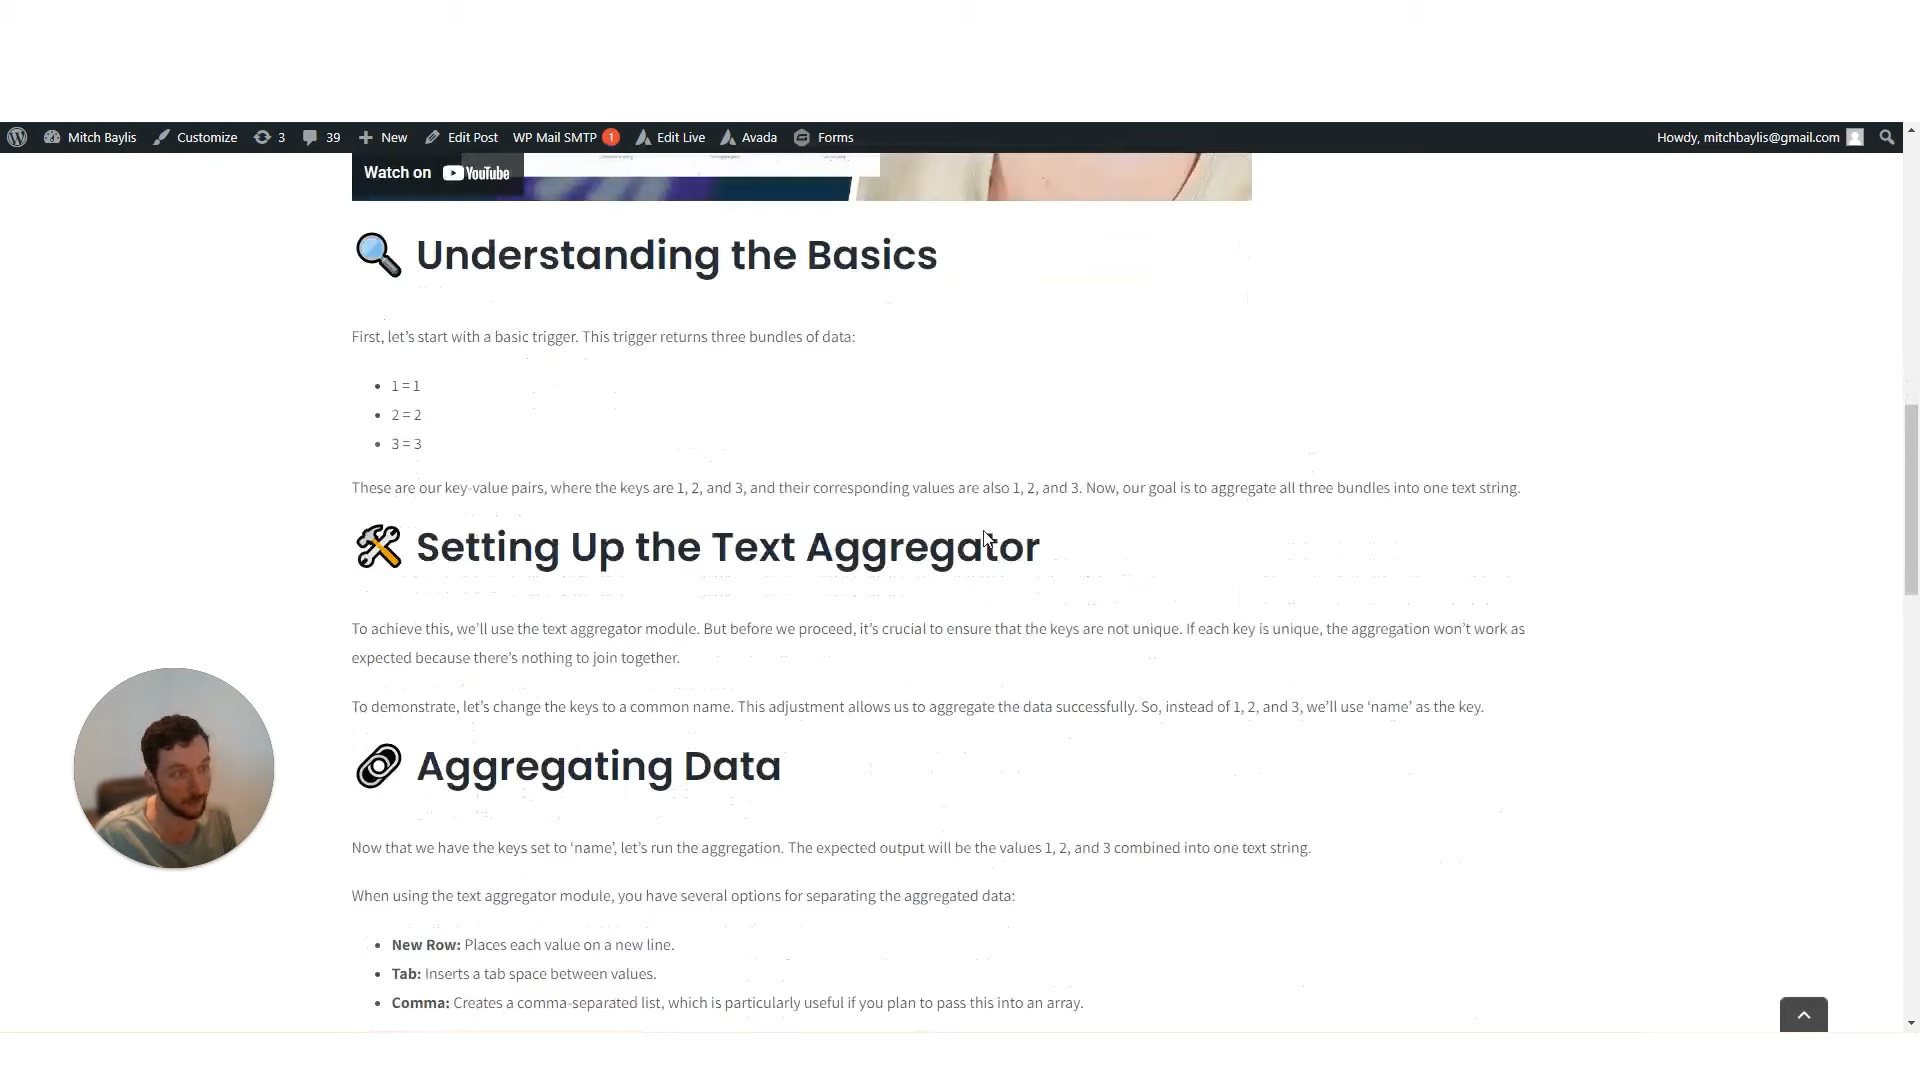 Mitch Baylis Customize 3 39 New Edit Post WP Mail SMTP 1 Edit Live Avada Forms Howdy, mitchbaylis@gmail.com
Watch on YouTube
Understanding the Basics
First, let’s start with a basic trigger. This trigger returns three bundles of data:
1 = 1
2 = 2
3 = 3
These are our key-value pairs, where the keys are 1, 2, and 3, and their corresponding values are also 1, 2, and 3. Now, our goal is to aggregate all three bundles into one text string.
Setting Up the Text Aggregator
To achieve this, we’ll use the text aggregator module. But before we proceed, it’s crucial to ensure that the keys are not unique. If each key is unique, the aggregation won’t work as
expected because there’s nothing to join together.
To demonstrate, let’s change the keys to a common name. This adjustment allows us to aggregate the data successfully. So, instead of 1, 2, and 3, we’ll use ‘name’ as the key.
Aggregating Data
Now that we have the keys set to ‘name’, let’s run the aggregation. The expected output will be the values 1, 2, and 3 combined into one text string.
When using the text aggregator module, you have several options for separating the aggregated data:
New Row: Places each value on a new line.
Tab: Inserts a tab space between values.
Comma: Creates a comma-separated list, which is particularly useful if you plan to pass this into an array.